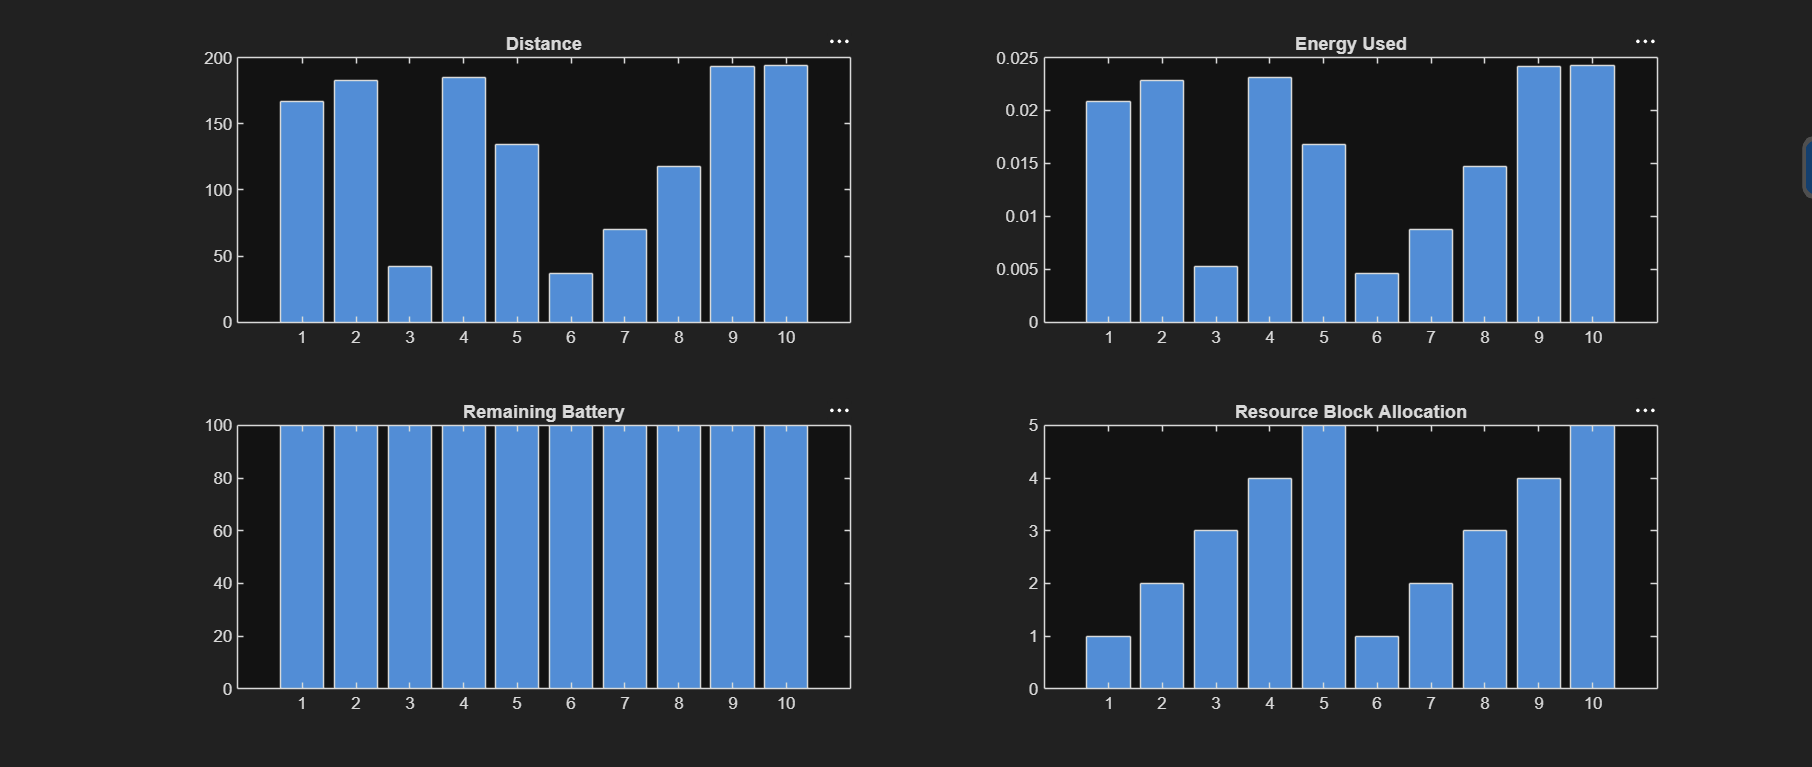 Distance
200
150
100
50
0
1 2 3 4 5 6 7 8 9 10
Energy Used
0.025
0.02
0.015
0.01
0.005
0
1 2 3 4 5 6 7 8 9 10
Remaining Battery
100
80
60
40
20
0
1 2 3 4 5 6 7 8 9 10
Resource Block Allocation
5
4
3
2
1
0
1 2 3 4 5 6 7 8 9 10